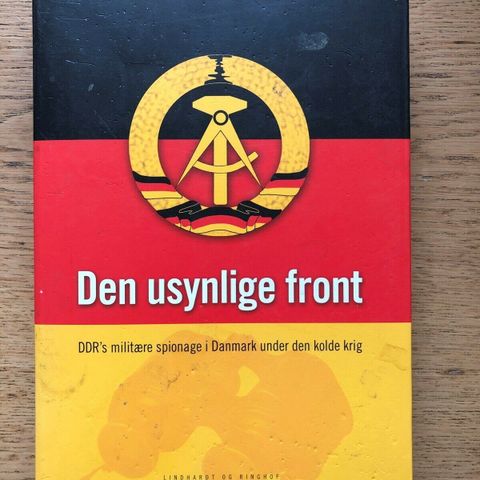 Den usynlige front
DDR's militære spionage i Danmark under den kolde krig
LINDHARDT OG RINGHOF